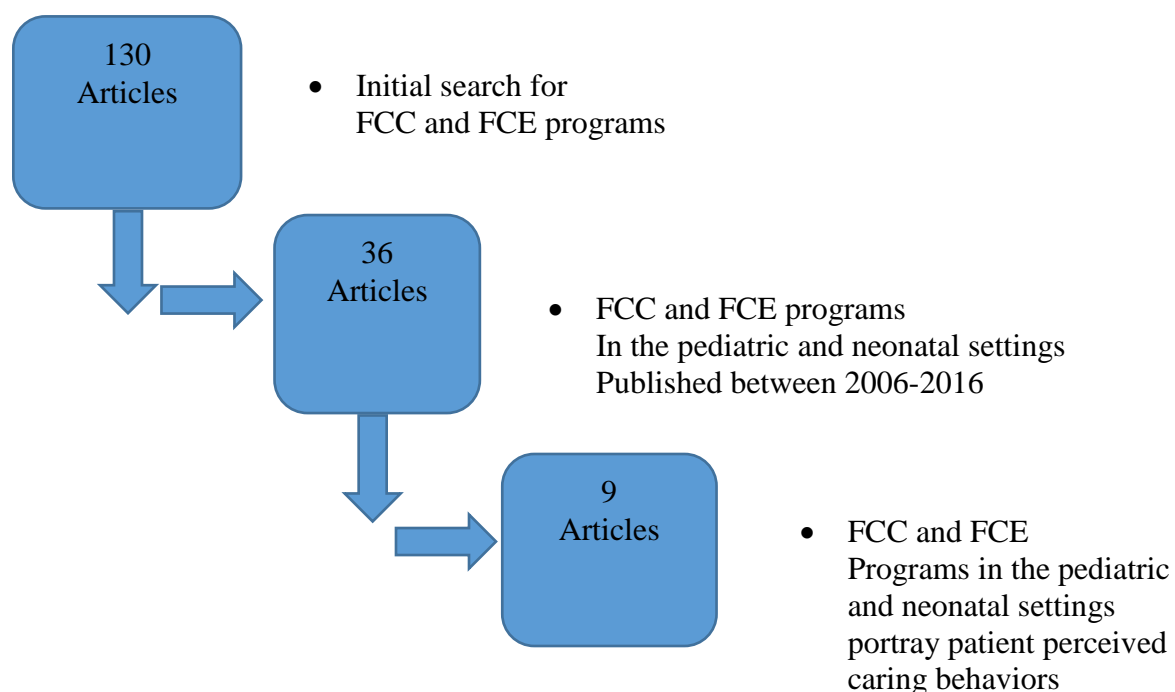 130
Articles
• Initial search for
FCC and FCE programs
36
Articles
• FCC and FCE programs
In the pediatric and neonatal settings
Published between 2006-2016
9
Articles
• FCC and FCE
Programs in the pediatric
and neonatal settings
portray patient perceived
caring behaviors